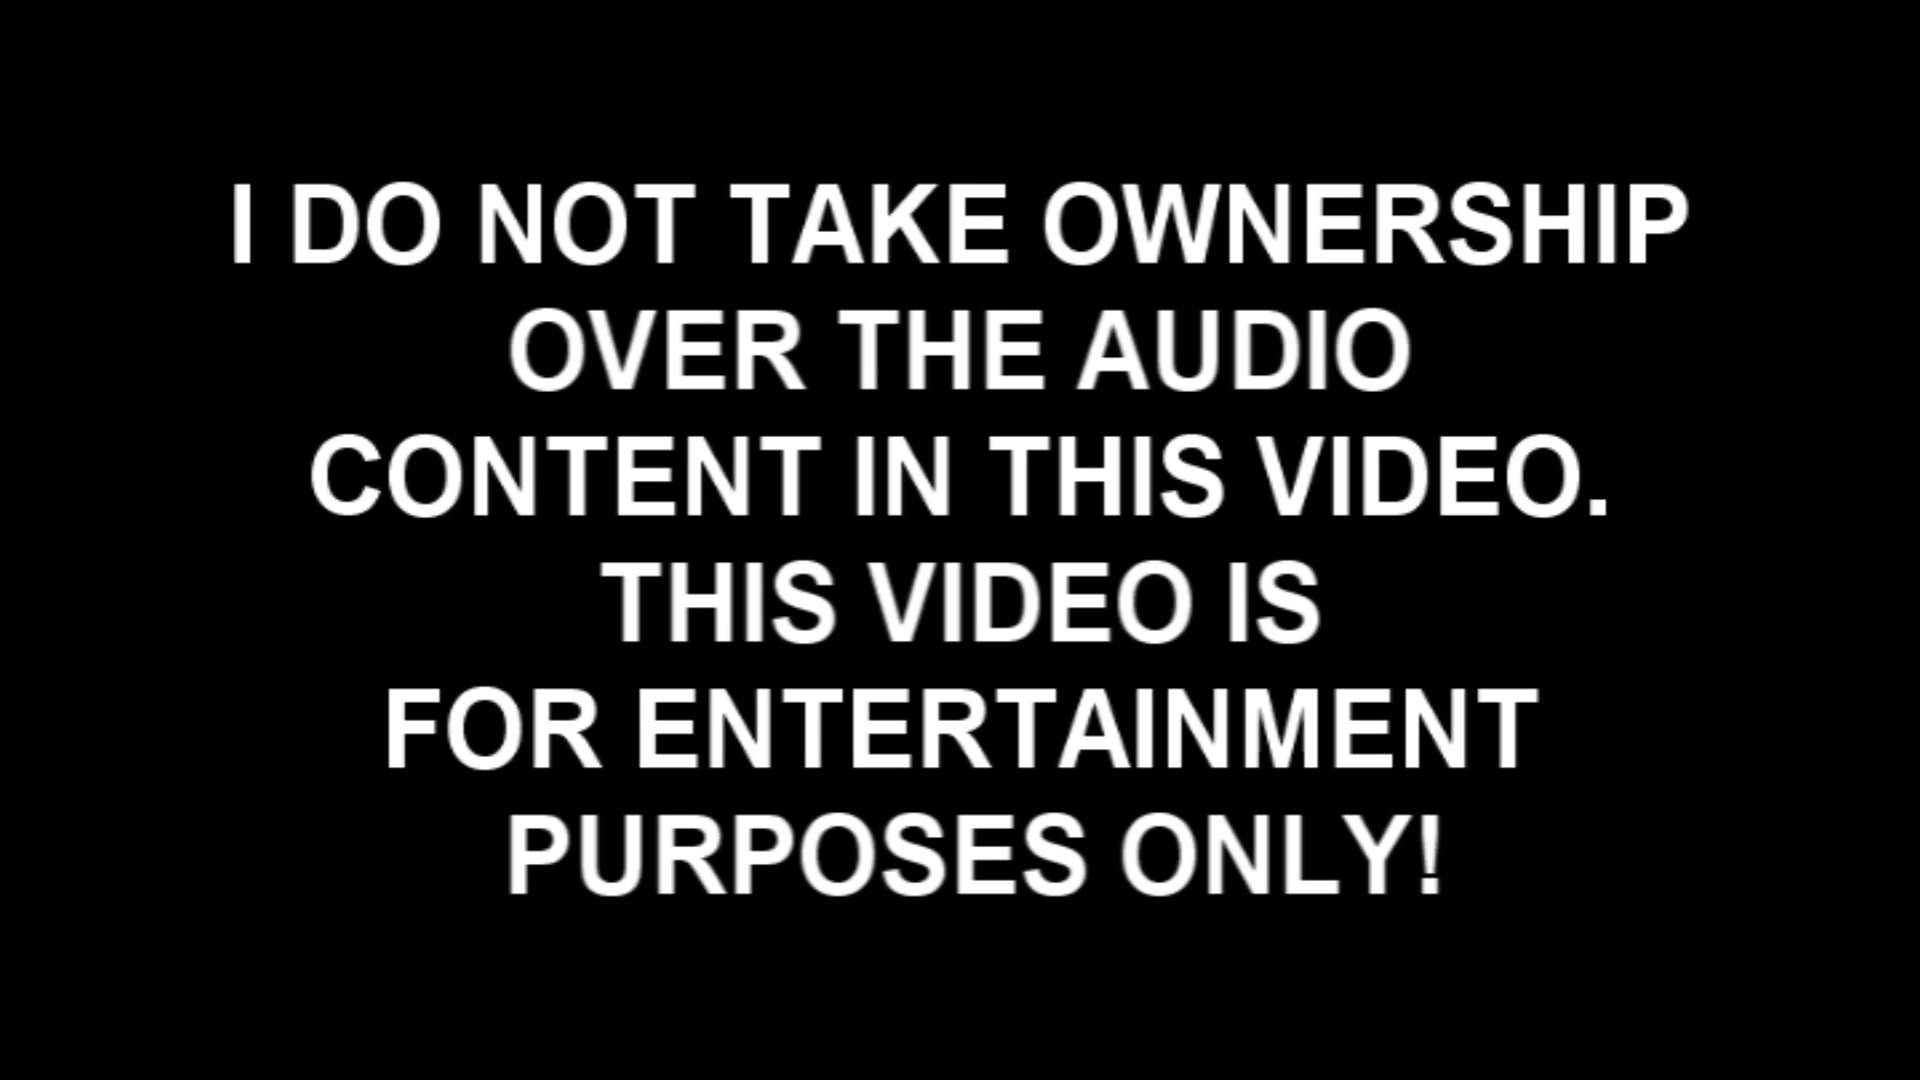 I DO NOT TAKE OWNERSHIP
OVER THE AUDIO
CONTENT IN THIS VIDEO.
THIS VIDEO IS
FOR ENTERTAINMENT
PURPOSES ONLY!